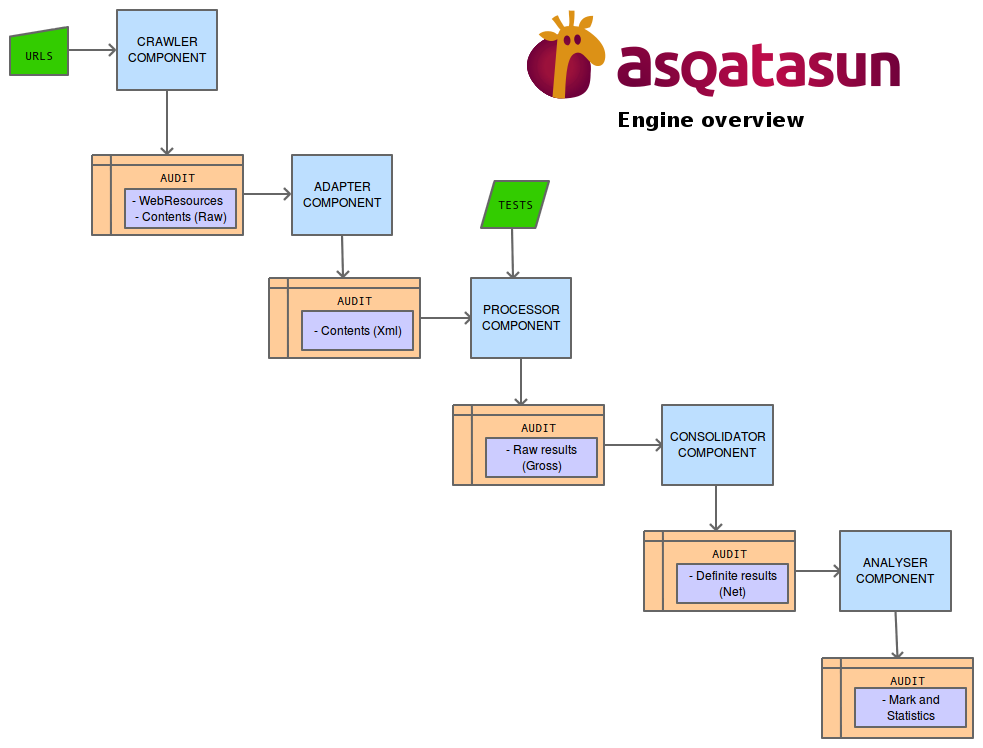 URLS
CRAWLER
COMPONENT
asqatasun
Engine overview
AUDIT
- WebResources
- Contents (Raw)
ADAPTER
COMPONENT
TESTS
AUDIT
- Contents (Xml)
PROCESSOR
COMPONENT
AUDIT
- Raw results
(Gross)
CONSOLIDATOR
COMPONENT
AUDIT
- Definite results
(Net)
ANALYSER
COMPONENT
AUDIT
- Mark and
Statistics